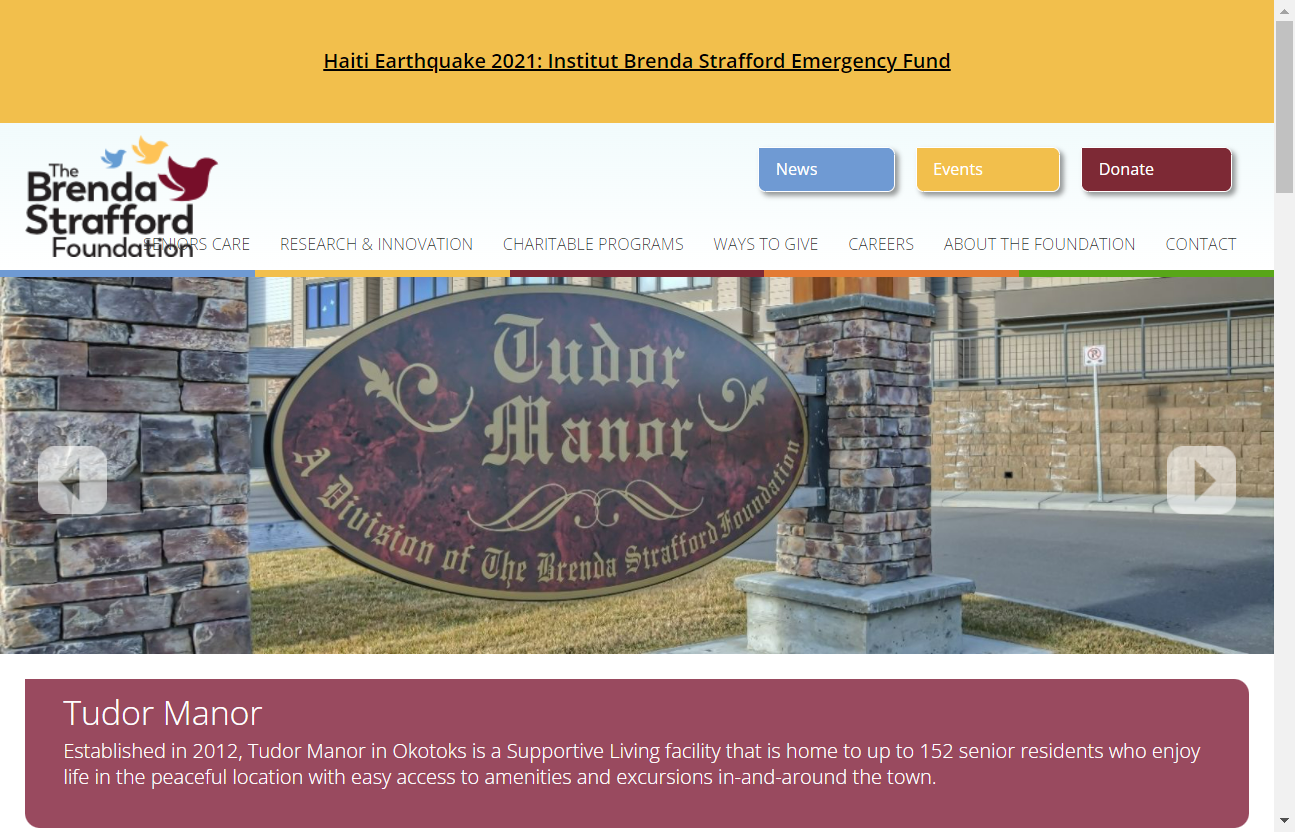 Haiti Earthquake 2021: Institut Brenda Strafford Emergency Fund
The
Brenda
Strafford
Foundation
News
Events
Donate
SENIORS CARE
RESEARCH & INNOVATION
CHARITABLE PROGRAMS
WAYS TO GIVE
CAREERS
ABOUT THE FOUNDATION
CONTACT
Tudor
Manor
A Division of The Brenda Strafford Foundation
Tudor Manor
Established in 2012, Tudor Manor in Okotoks is a Supportive Living facility that is home to up to 152 senior residents who enjoy
life in the peaceful location with easy access to amenities and excursions in-and-around the town.